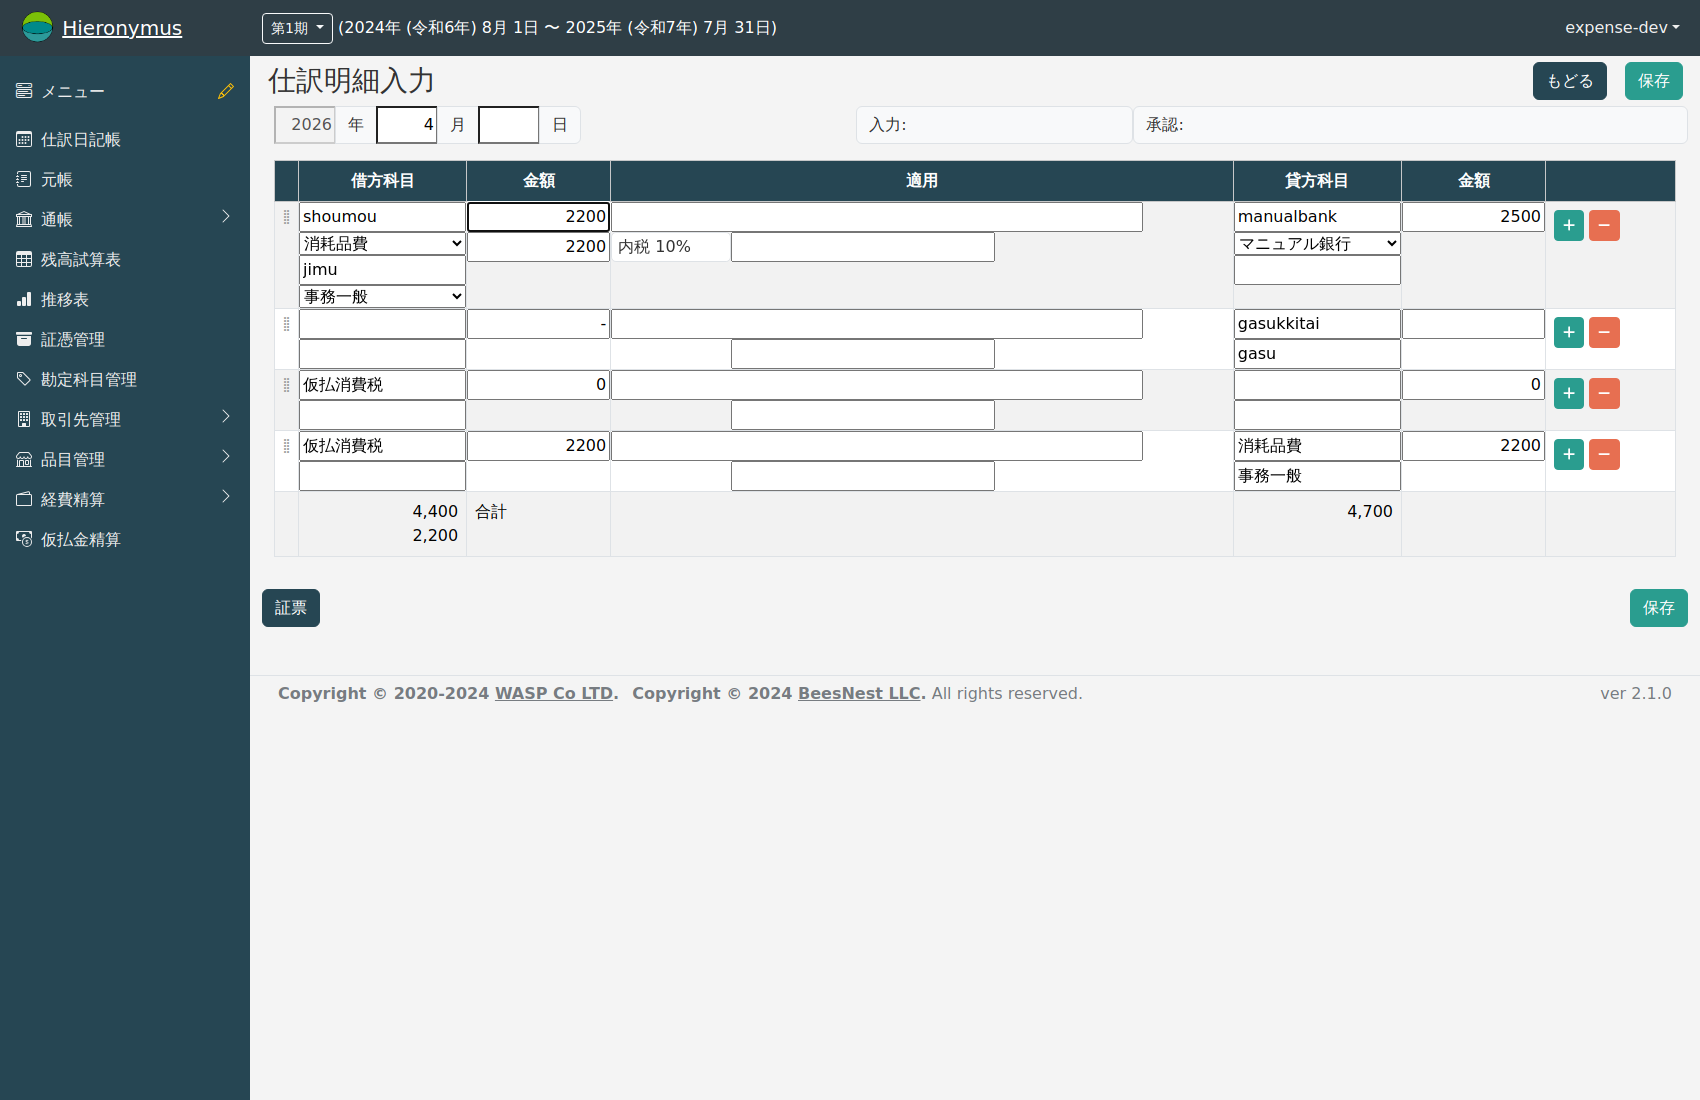 Hieronymus
第1期 (2024年 (令和6年) 8月 1日 〜 2025年 (令和7年) 7月 31日)
expense-dev
メニュー
仕訳日記帳
元帳
通帳
残高試算表
推移表
証憑管理
勘定科目管理
取引先管理
品目管理
経費精算
仮払金精算
仕訳明細入力
もどる
保存
2026 年 4 月 日
入力:
承認:
借方科目 金額 適用 貸方科目 金額
shoumou 2200 manualbank 2500
消耗品費 2200 内税 10% マニュアル銀行
jimu
事務一般
- gasukkitai
gasu
仮払消費税 0 0
仮払消費税 2200 消耗品費 2200
事務一般
4,400 合計 4,700
2,200
証票
保存
Copyright © 2020-2024 WASP Co LTD. Copyright © 2024 BeesNest LLC. All rights reserved.
ver 2.1.0